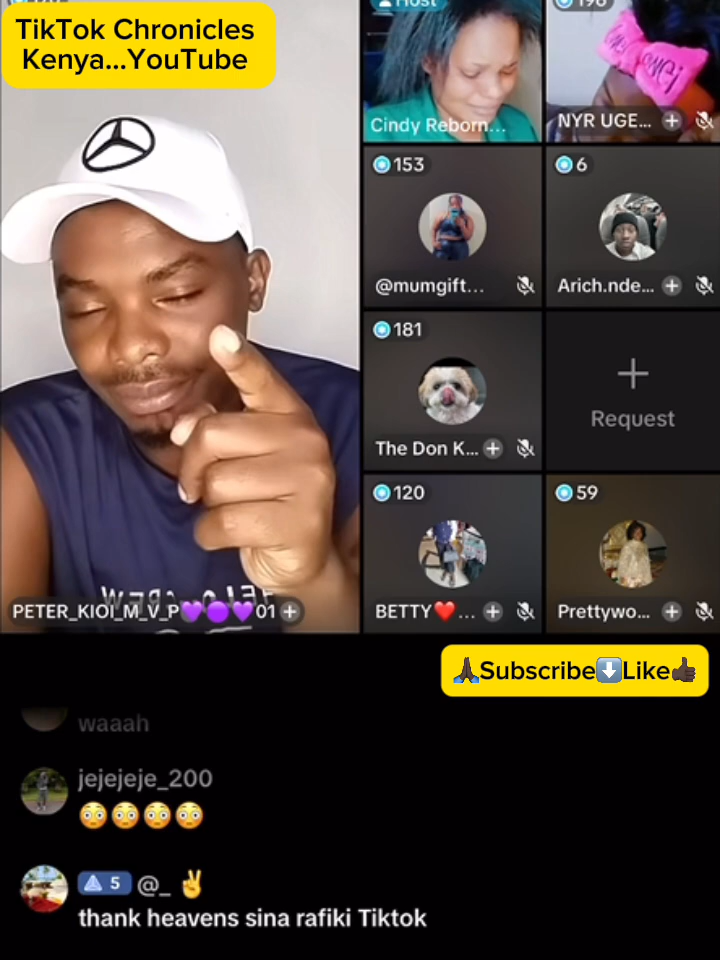 TikTok Chronicles
Kenya...YouTube
Host
Cindy Reborn...
NYR UGE...
153
@mumgift...
6
Arich.nde...
181
The Don K...
Request
120
BETTY❤️...
59
Prettywo...
PETER_KIOI_M_V_P💜🟣💜01
🙏🏿Subscribe⬇️Like👍🏿
waaah
jejejeje_200
😳😳😳😳
5 @_ ✌️
thank heavens sina rafiki Tiktok